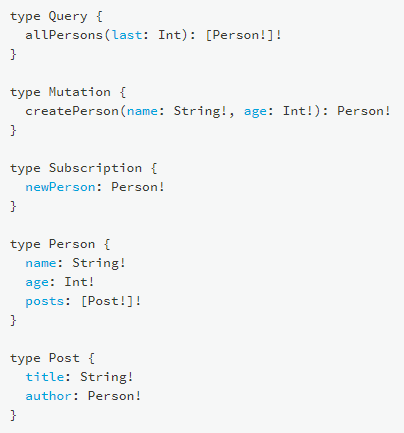 type Query {
  allPersons(last: Int): [Person!]!
}

type Mutation {
  createPerson(name: String!, age: Int!): Person!
}

type Subscription {
  newPerson: Person!
}

type Person {
  name: String!
  age: Int!
  posts: [Post!]!
}

type Post {
  title: String!
  author: Person!
}